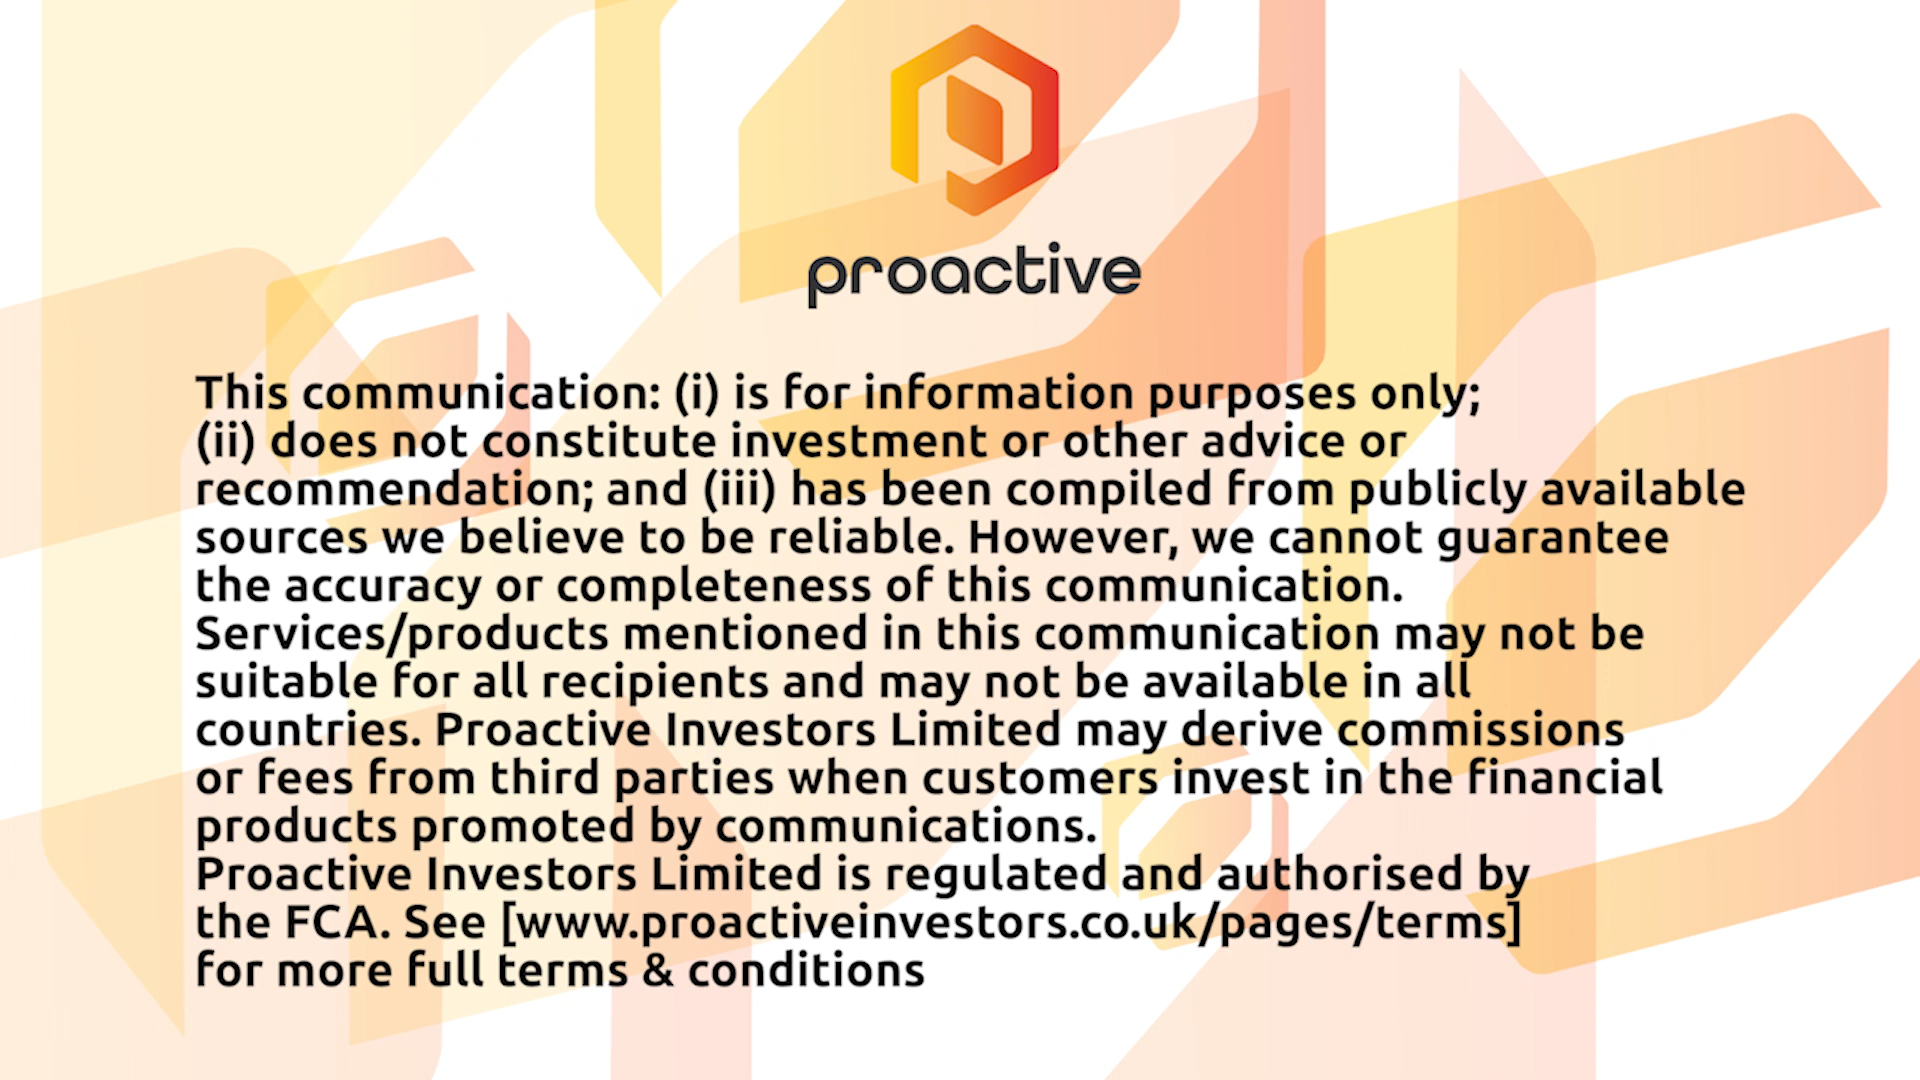 proactive
This communication: (i) is for information purposes only;
(ii) does not constitute investment or other advice or
recommendation; and (iii) has been compiled from publicly available
sources we believe to be reliable. However, we cannot guarantee
the accuracy or completeness of this communication.
Services/products mentioned in this communication may not be
suitable for all recipients and may not be available in all
countries. Proactive Investors Limited may derive commissions
or fees from third parties when customers invest in the financial
products promoted by communications.
Proactive Investors Limited is regulated and authorised by
the FCA. See [www.proactiveinvestors.co.uk/pages/terms]
for more full terms & conditions